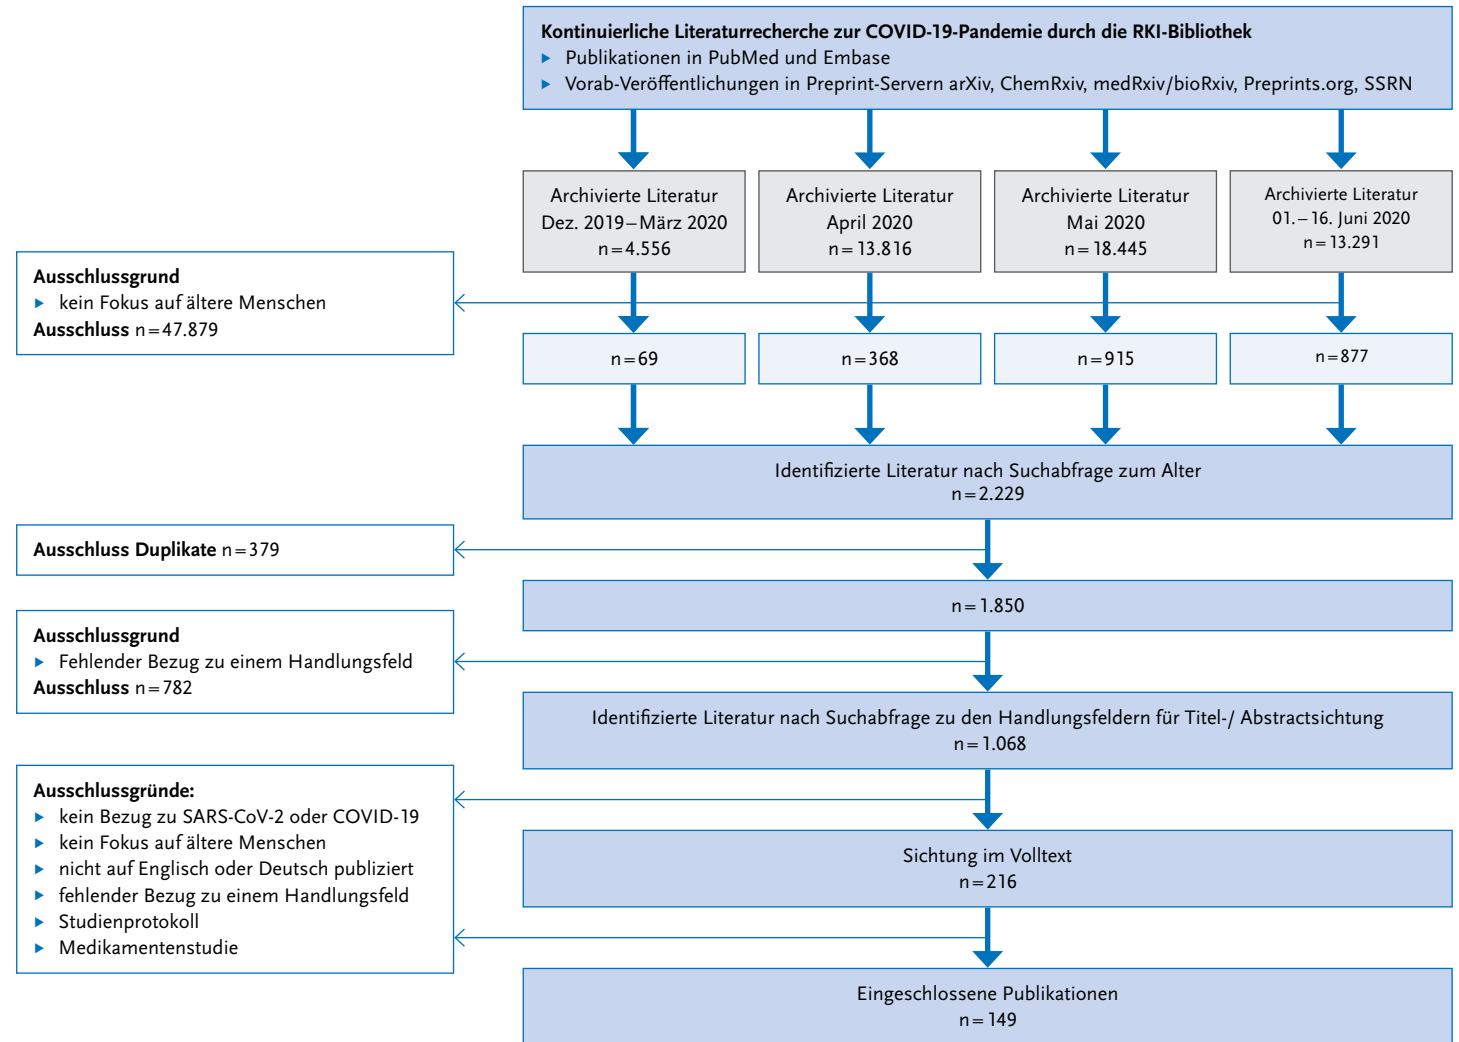 Kontinuierliche Literaturrecherche zur COVID-19-Pandemie durch die RKI-Bibliothek
▶ Publikationen in PubMed und Embase
▶ Vorab-Veröffentlichungen in Preprint-Servern arXiv, ChemRxiv, medRxiv/bioRxiv, Preprints.org, SSRN
Archivierte Literatur
Dez. 2019–März 2020
n=4.556
Archivierte Literatur
April 2020
n=13.816
Archivierte Literatur
Mai 2020
n=18.445
Archivierte Literatur
01.–16. Juni 2020
n=13.291
Ausschlussgrund
▶ kein Fokus auf ältere Menschen
Ausschluss n=47.879
n=69
n=368
n=915
n=877
Identifizierte Literatur nach Suchabfrage zum Alter
n=2.229
Ausschluss Duplikate n=379
n=1.850
Ausschlussgrund
▶ Fehlender Bezug zu einem Handlungsfeld
Ausschluss n=782
Identifizierte Literatur nach Suchabfrage zu den Handlungsfeldern für Titel-/ Abstractsichtung
n=1.068
Ausschlussgründe:
▶ kein Bezug zu SARS-CoV-2 oder COVID-19
▶ kein Fokus auf ältere Menschen
▶ nicht auf Englisch oder Deutsch publiziert
▶ fehlender Bezug zu einem Handlungsfeld
▶ Studienprotokoll
▶ Medikamentenstudie
Sichtung im Volltext
n=216
Eingeschlossene Publikationen
n=149